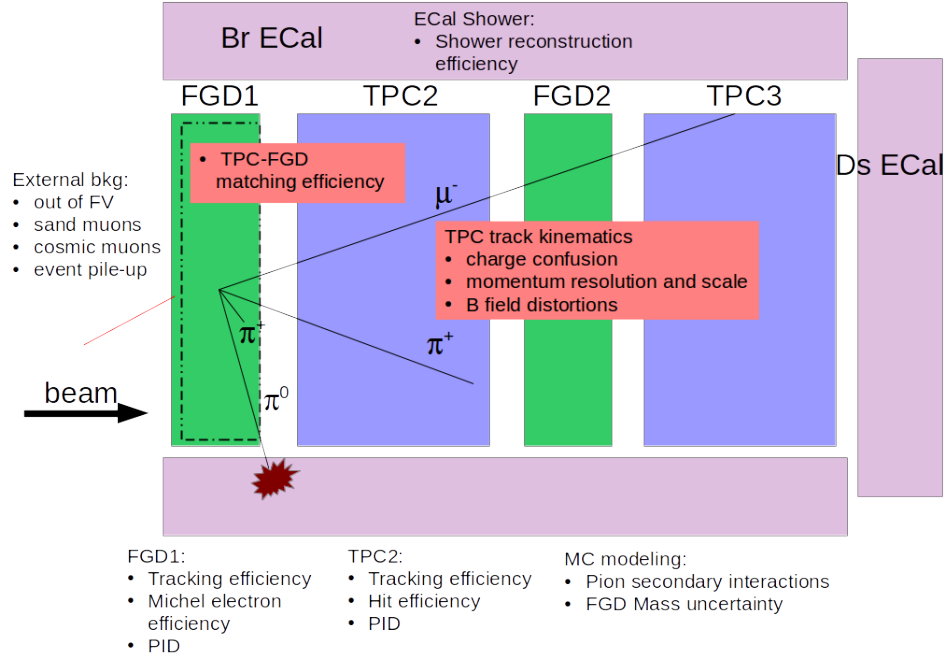 ECal Shower:
• Shower reconstruction
efficiency
Br ECal
FGD1
TPC2
FGD2
TPC3
Ds ECal
• TPC-FGD
matching efficiency
External bkg:
• out of FV
• sand muons
• cosmic muons
• event pile-up
μ-
TPC track kinematics
• charge confusion
• momentum resolution and scale
• B field distortions
π+
π+
π0
beam
FGD1:
• Tracking efficiency
• Michel electron
efficiency
• PID
TPC2:
• Tracking efficiency
• Hit efficiency
• PID
MC modeling:
• Pion secondary interactions
• FGD Mass uncertainty